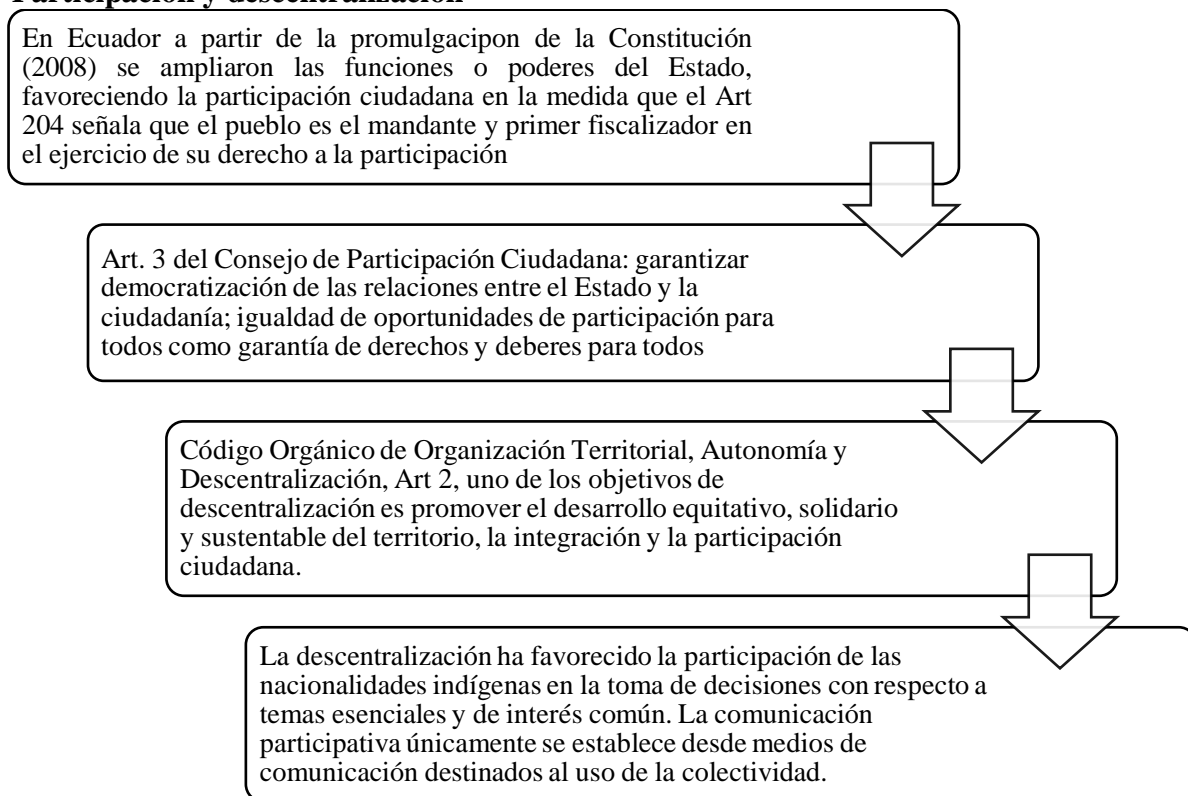 Participación y descentralización
En Ecuador a partir de la promulgacipon de la Constitución
(2008) se ampliaron las funciones o poderes del Estado,
favoreciendo la participación ciudadana en la medida que el Art
204 señala que el pueblo es el mandante y primer fiscalizador en
el ejercicio de su derecho a la participación
Art. 3 del Consejo de Participación Ciudadana: garantizar
democratización de las relaciones entre el Estado y la
ciudadanía; igualdad de oportunidades de participación para
todos como garantía de derechos y deberes para todos
Código Orgánico de Organización Territorial, Autonomía y
Descentralización, Art 2, uno de los objetivos de
descentralización es promover el desarrollo equitativo, solidario
y sustentable del territorio, la integración y la participación
ciudadana.
La descentralización ha favorecido la participación de las
nacionalidades indígenas en la toma de decisiones con respecto a
temas esenciales y de interés común. La comunicación
participativa únicamente se establece desde medios de
comunicación destinados al uso de la colectividad.